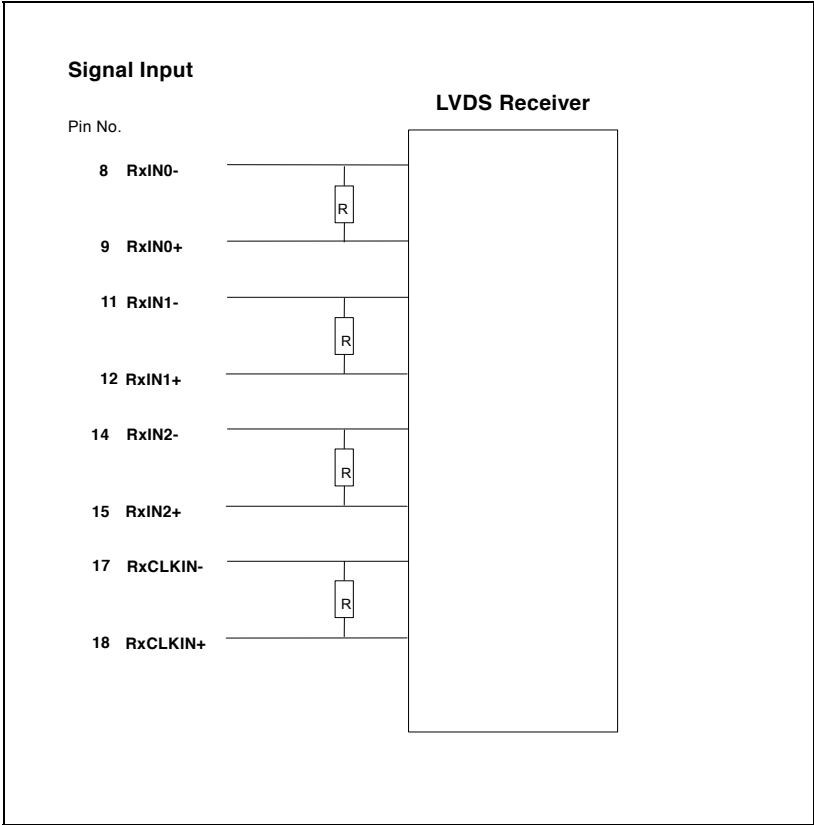 Signal Input
LVDS Receiver
Pin No.
8 RxIN0-
R
9 RxIN0+
11 RxIN1-
R
12 RxIN1+
14 RxIN2-
R
15 RxIN2+
17 RxCLKIN-
R
18 RxCLKIN+